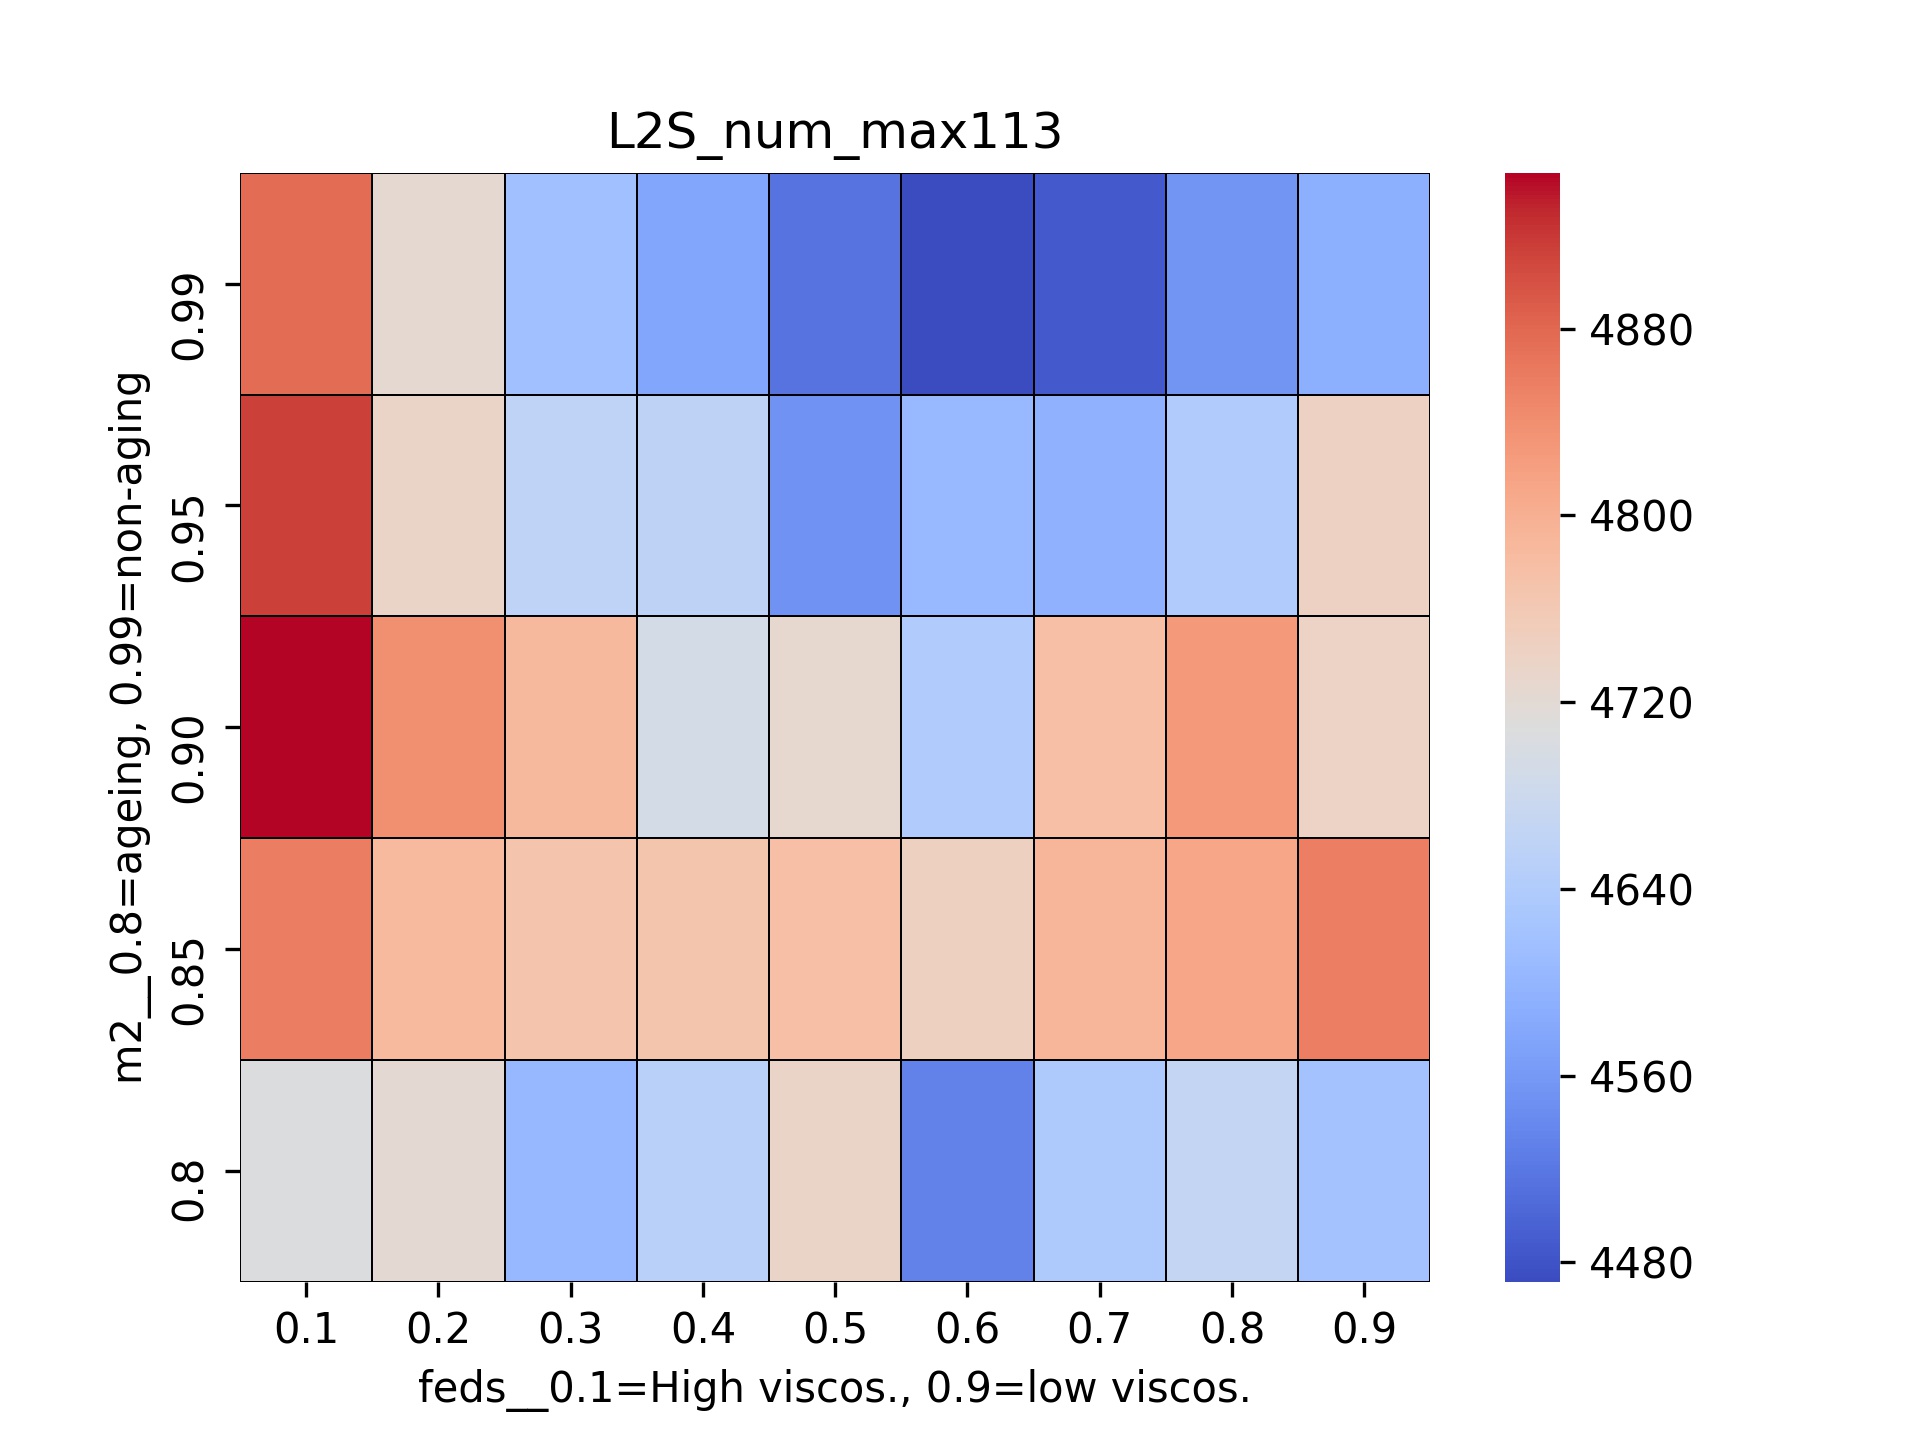 L2S_num_max113
m2__0.8=ageing, 0.99=non-aging
0.99
0.95
0.90
0.85
0.8
0.1 0.2 0.3 0.4 0.5 0.6 0.7 0.8 0.9
feds__0.1=High viscos., 0.9=low viscos.
4880
4800
4720
4640
4560
4480